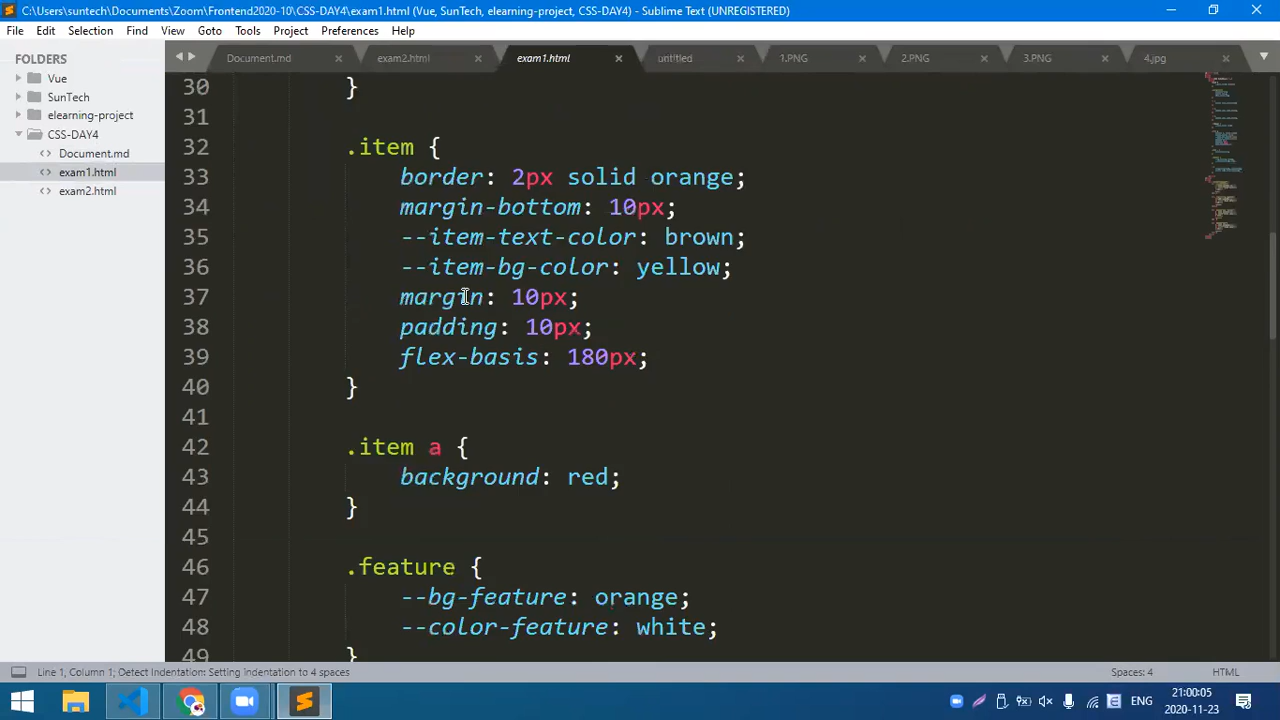 C:\Users\suntech\Documents\Zoom\Frontend2020-10\CSS-DAY4\exam1.html (Vue, SunTech, elearning-project, CSS-DAY4) - Sublime Text (UNREGISTERED)
File Edit Selection Find View Goto Tools Project Preferences Help
FOLDERS
Vue
SunTech
elearning-project
CSS-DAY4
Document.md
exam1.html
exam2.html
Document.md exam2.html exam1.html untitled 1.PNG 2.PNG 3.PNG 4.jpg
30 }
31
32 .item {
33 border: 2px solid orange;
34 margin-bottom: 10px;
35 --item-text-color: brown;
36 --item-bg-color: yellow;
37 margin: 10px;
38 padding: 10px;
39 flex-basis: 180px;
40 }
41
42 .item a {
43 background: red;
44 }
45
46 .feature {
47 --bg-feature: orange;
48 --color-feature: white;
49 }
Line 1, Column 1; Detect Indentation: Setting indentation to 4 spaces
Spaces: 4 HTML
ENG
21:00:05
2020-11-23